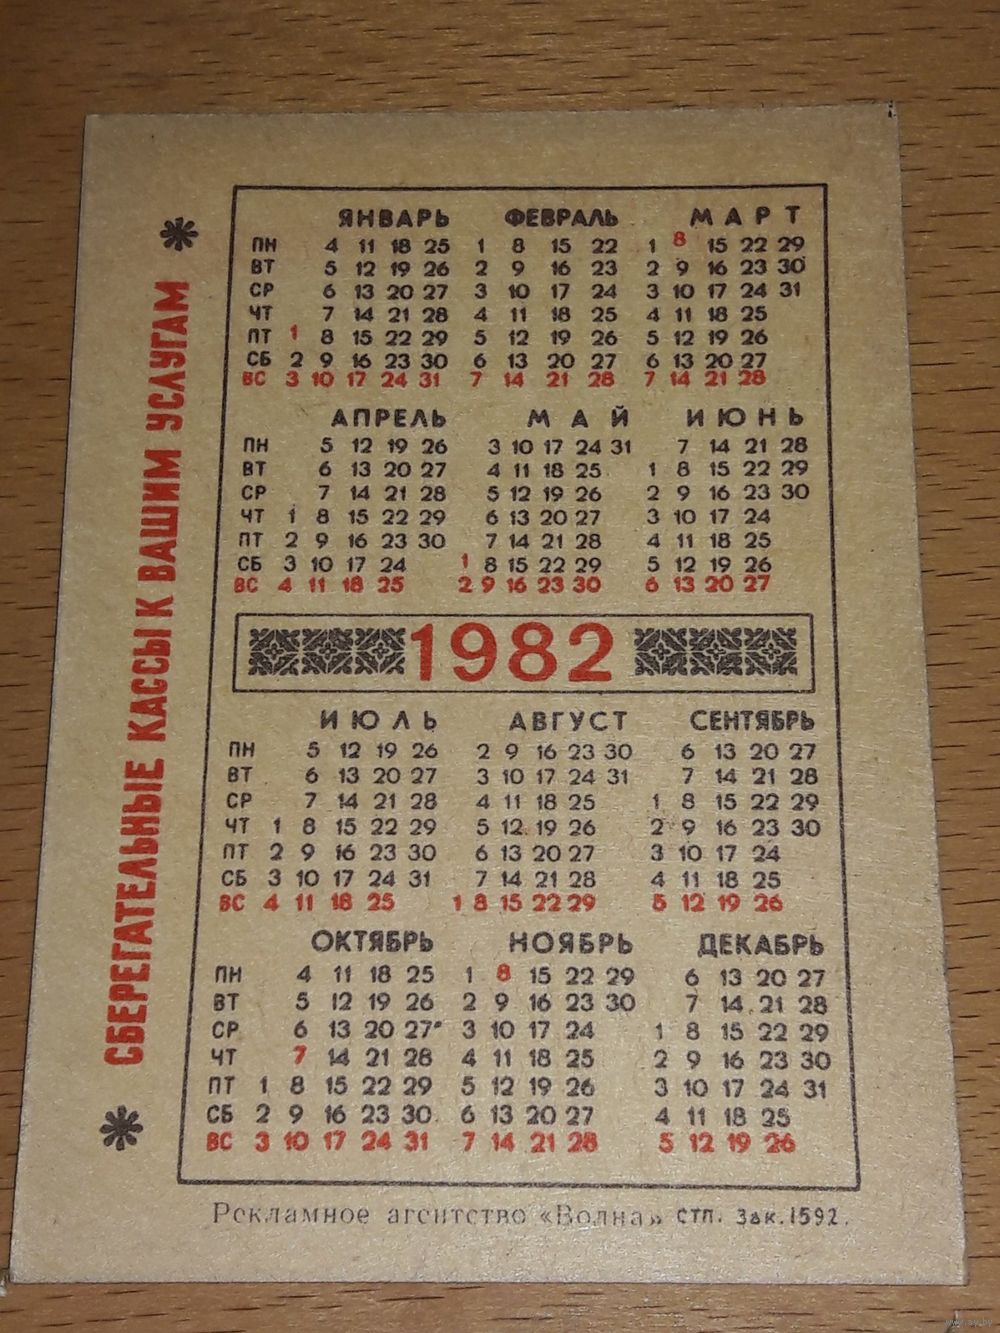 СБЕРЕГАТЕЛЬНЫЕ КАССЫ К ВАШИМ УСЛУГАМ
ЯНВАРЬ ФЕВРАЛЬ МАРТ
ПН 4 11 18 25 1 8 15 22 1 8 15 22 29
ВТ 5 12 19 26 2 9 16 23 2 9 16 23 30
СР 6 13 20 27 3 10 17 24 3 10 17 24 31
ЧТ 7 14 21 28 4 11 18 25 4 11 18 25
ПТ 1 8 15 22 29 5 12 19 26 5 12 19 26
СБ 2 9 16 23 30 6 13 20 27 6 13 20 27
ВС 3 10 17 24 31 7 14 21 28 7 14 21 28
АПРЕЛЬ МАЙ ИЮНЬ
ПН 5 12 19 26 3 10 17 24 31 7 14 21 28
ВТ 6 13 20 27 4 11 18 25 1 8 15 22 29
СР 7 14 21 28 5 12 19 26 2 9 16 23 30
ЧТ 1 8 15 22 29 6 13 20 27 3 10 17 24
ПТ 2 9 16 23 30 7 14 21 28 4 11 18 25
СБ 3 10 17 24 1 8 15 22 29 5 12 19 26
ВС 4 11 18 25 2 9 16 23 30 6 13 20 27
1982
ИЮЛЬ АВГУСТ СЕНТЯБРЬ
ПН 5 12 19 26 2 9 16 23 30 6 13 20 27
ВТ 6 13 20 27 3 10 17 24 31 7 14 21 28
СР 7 14 21 28 4 11 18 25 1 8 15 22 29
ЧТ 1 8 15 22 29 5 12 19 26 2 9 16 23 30
ПТ 2 9 16 23 30 6 13 20 27 3 10 17 24
СБ 3 10 17 24 31 7 14 21 28 4 11 18 25
ВС 4 11 18 25 1 8 15 22 29 5 12 19 26
ОКТЯБРЬ НОЯБРЬ ДЕКАБРЬ
ПН 4 11 18 25 1 8 15 22 29 6 13 20 27
ВТ 5 12 19 26 2 9 16 23 30 7 14 21 28
СР 6 13 20 27 3 10 17 24 1 8 15 22 29
ЧТ 7 14 21 28 4 11 18 25 2 9 16 23 30
ПТ 1 8 15 22 29 5 12 19 26 3 10 17 24 31
СБ 2 9 16 23 30 6 13 20 27 4 11 18 25
ВС 3 10 17 24 31 7 14 21 28 5 12 19 26
Рекламное агентство «Волна» СТП. Зак. 1592.
www.ay.by